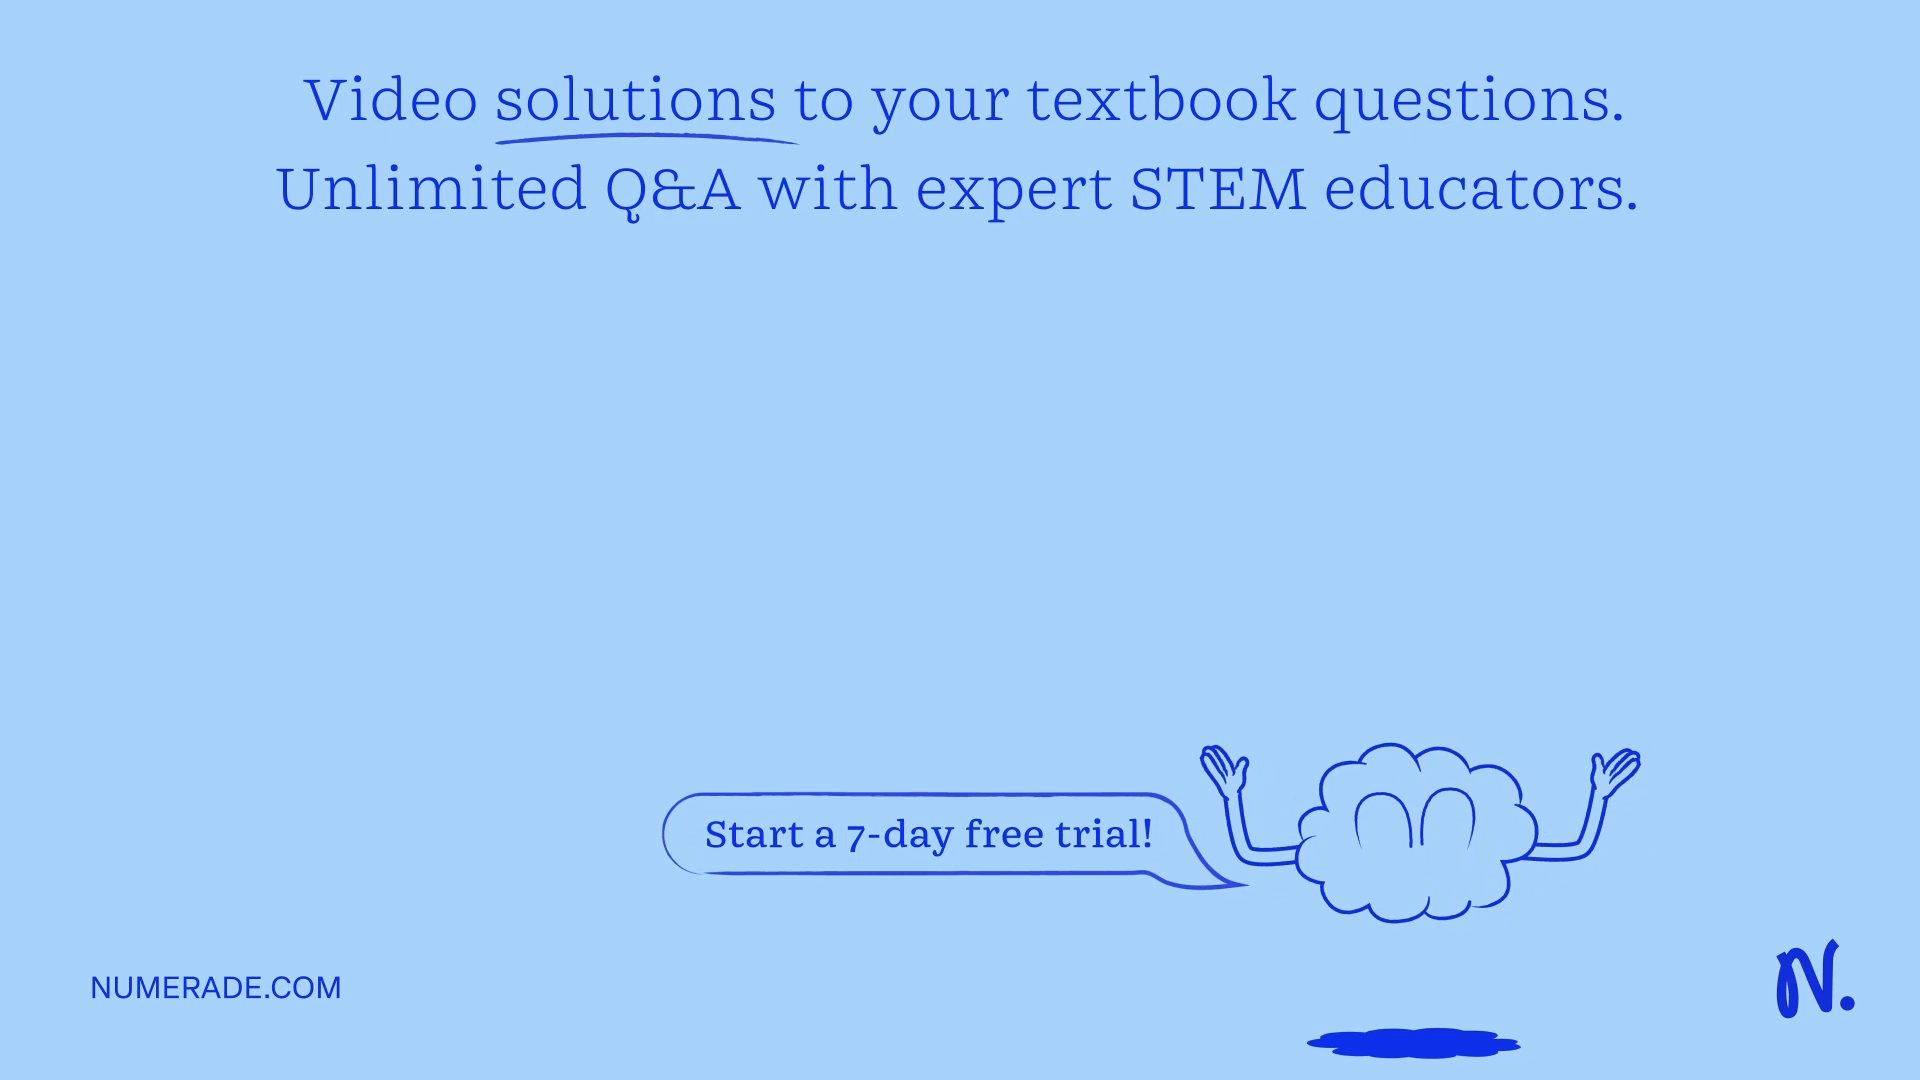 Video solutions to your textbook questions.
Unlimited Q&A with expert STEM educators.
Start a 7-day free trial!
NUMERADE.COM
N.